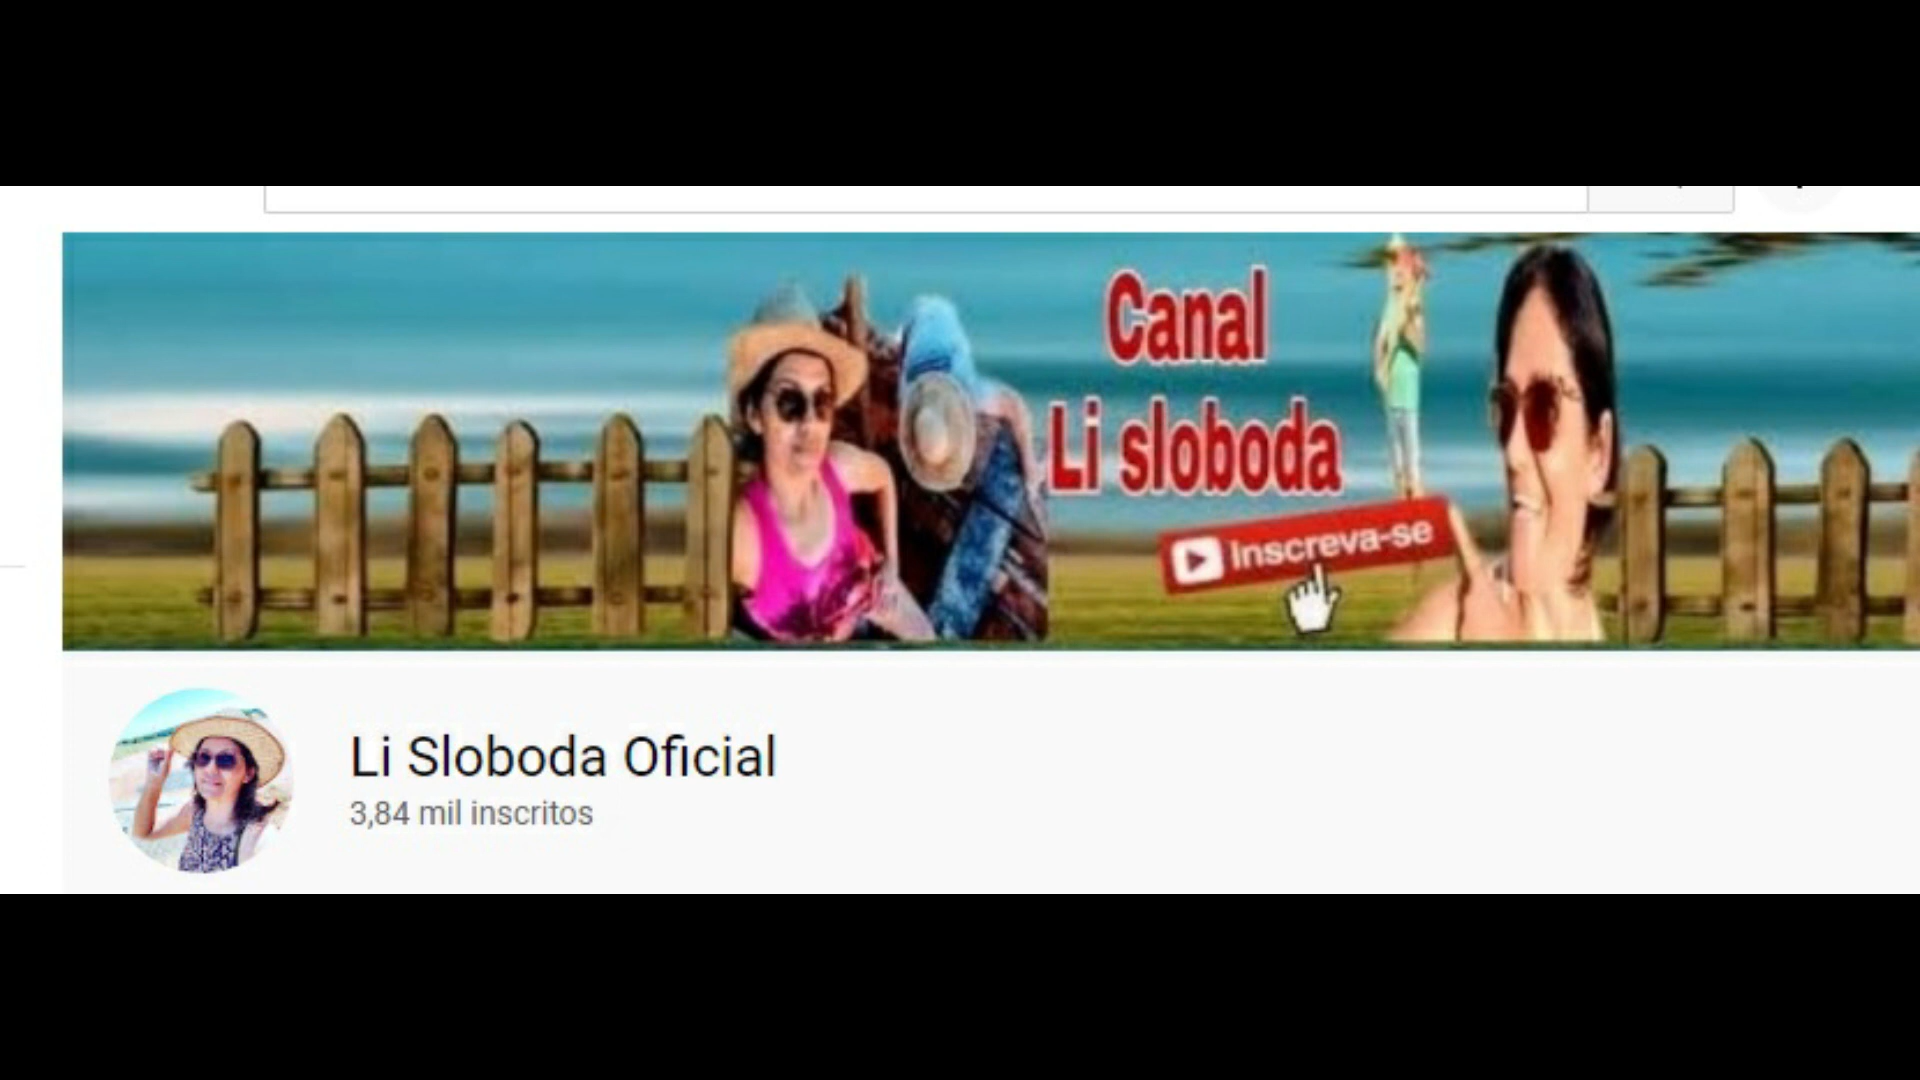 Canal
Li sloboda
Inscreva-se
Li Sloboda Oficial
3,84 mil inscritos